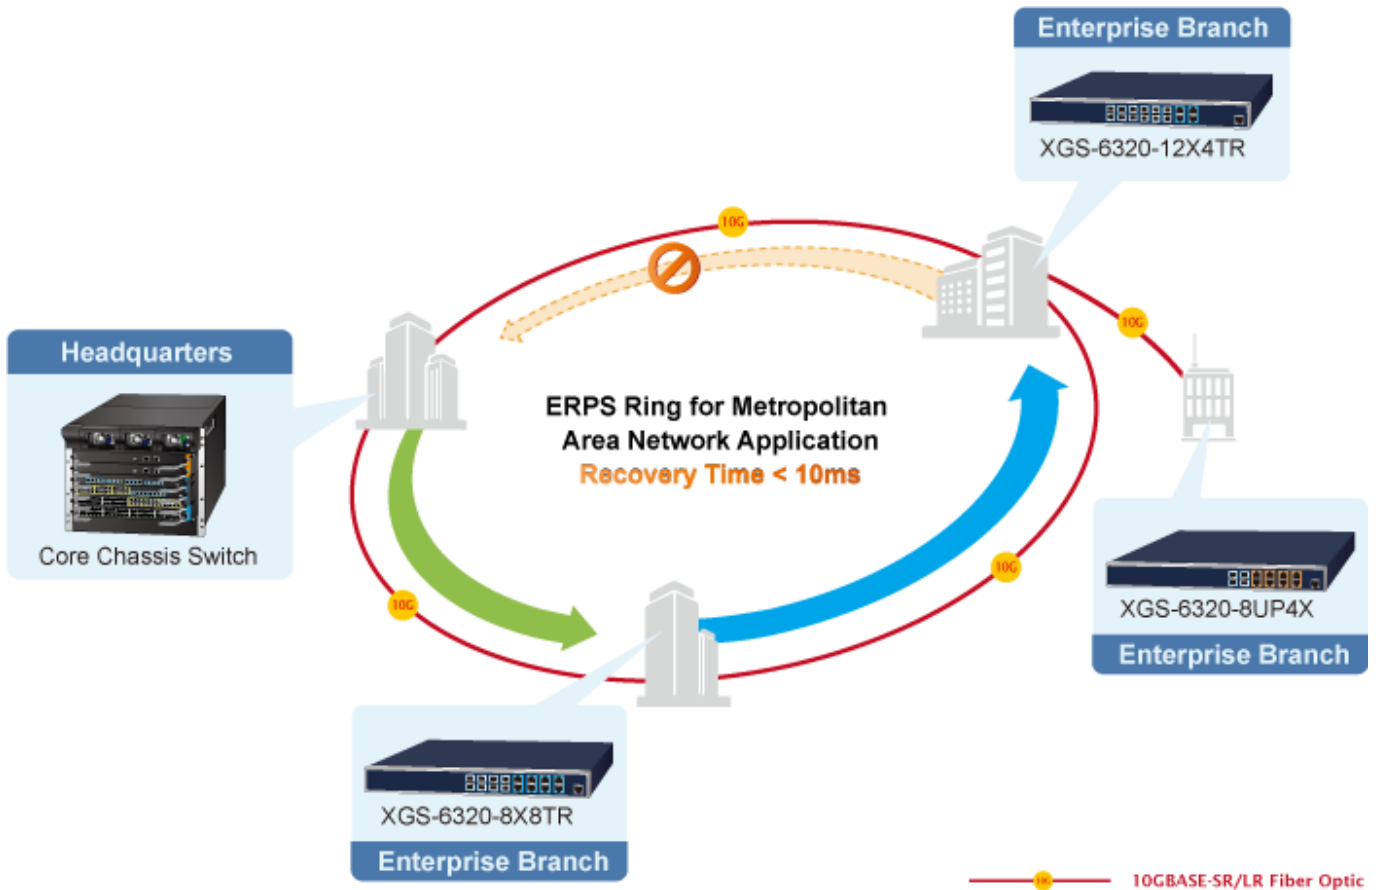 Enterprise Branch
XGS-6320-12X4TR
10G
10G
Headquarters
Core Chassis Switch
ERPS Ring for Metropolitan
Area Network Application
Recovery Time < 10ms
10G
10G
XGS-6320-8UP4X
Enterprise Branch
XGS-6320-8X8TR
Enterprise Branch
10G
10GBASE-SR/LR Fiber Optic